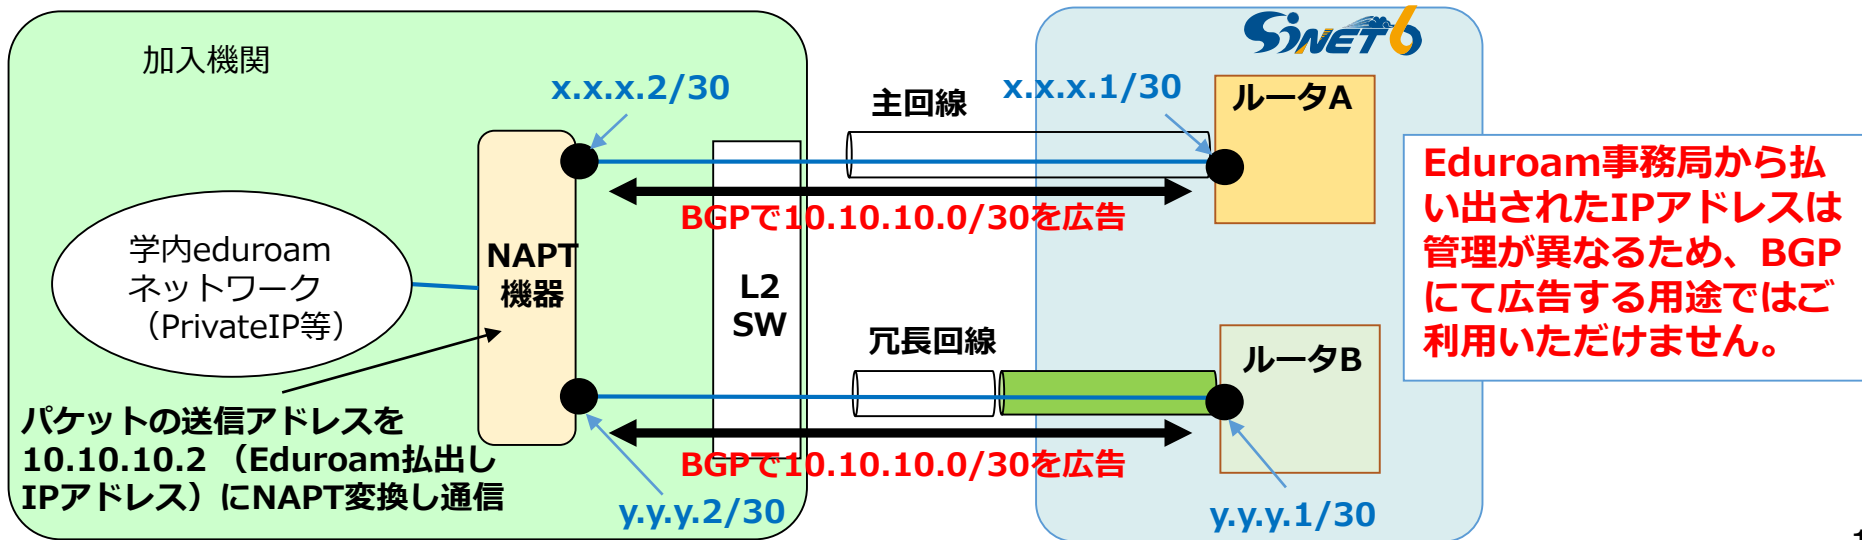 加入機関
SINET6
x.x.x.2/30
主回線
x.x.x.1/30
ルータA
BGPで10.10.10.0/30を広告
Eduroam事務局から払
い出されたIPアドレスは
管理が異なるため、BGP
にて広告する用途ではご
利用いただけません。
学内eduroam
ネットワーク
（PrivateIP等）
NAPT
機器
L2
SW
冗長回線
ルータB
パケットの送信アドレスを
10.10.10.2 （Eduroam払出し
IPアドレス）にNAPT変換し通信
BGPで10.10.10.0/30を広告
y.y.y.2/30
y.y.y.1/30